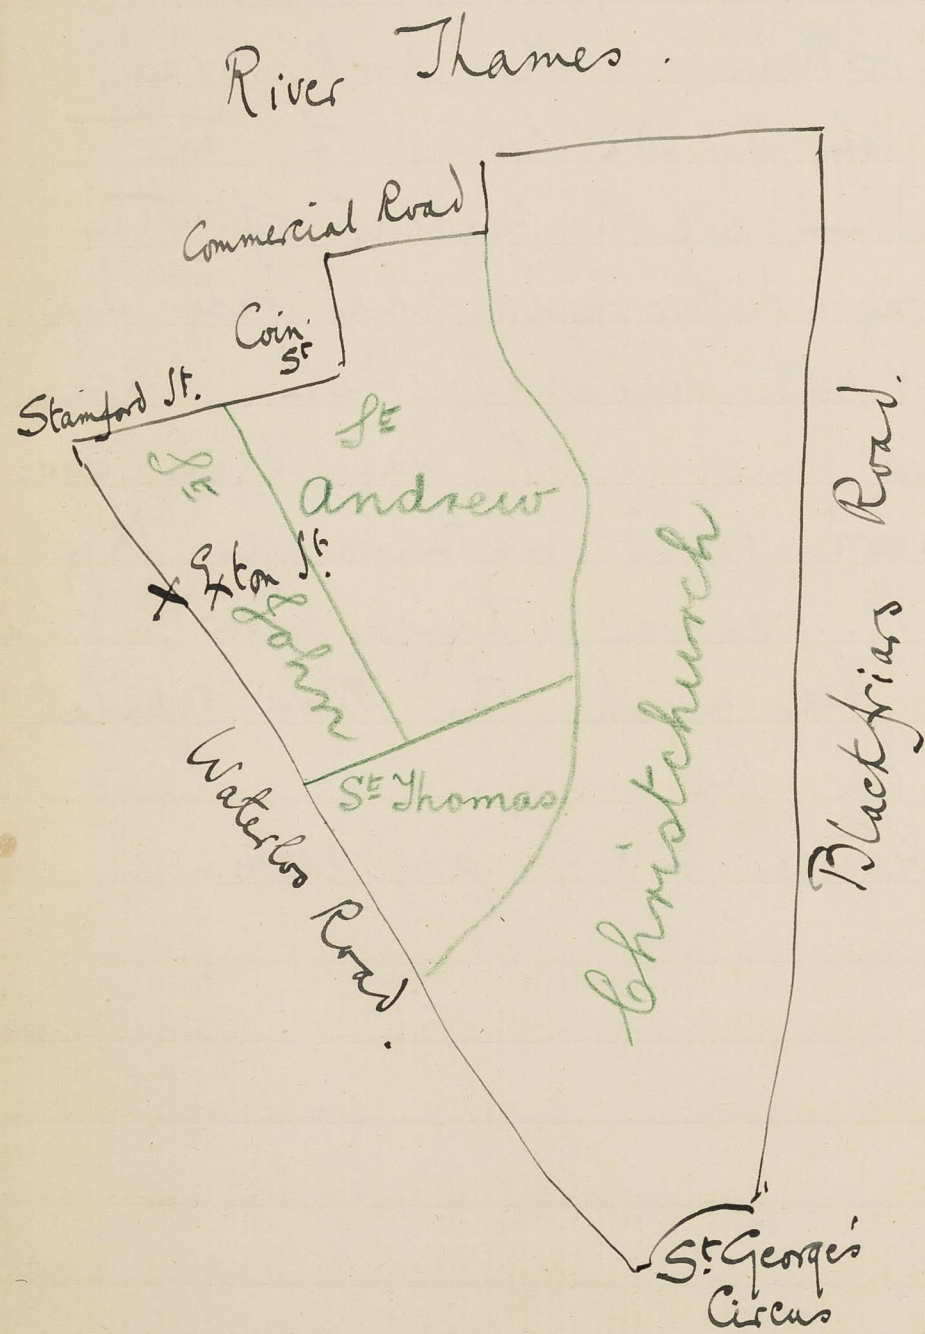 River Thames.
Commercial Road
Coin
St
Stamford St.
St
Andrew
St
John
X Exton St.
St Thomas
Christchurch
Waterloo Road.
Blackfriars Road.
St. George's
Circus